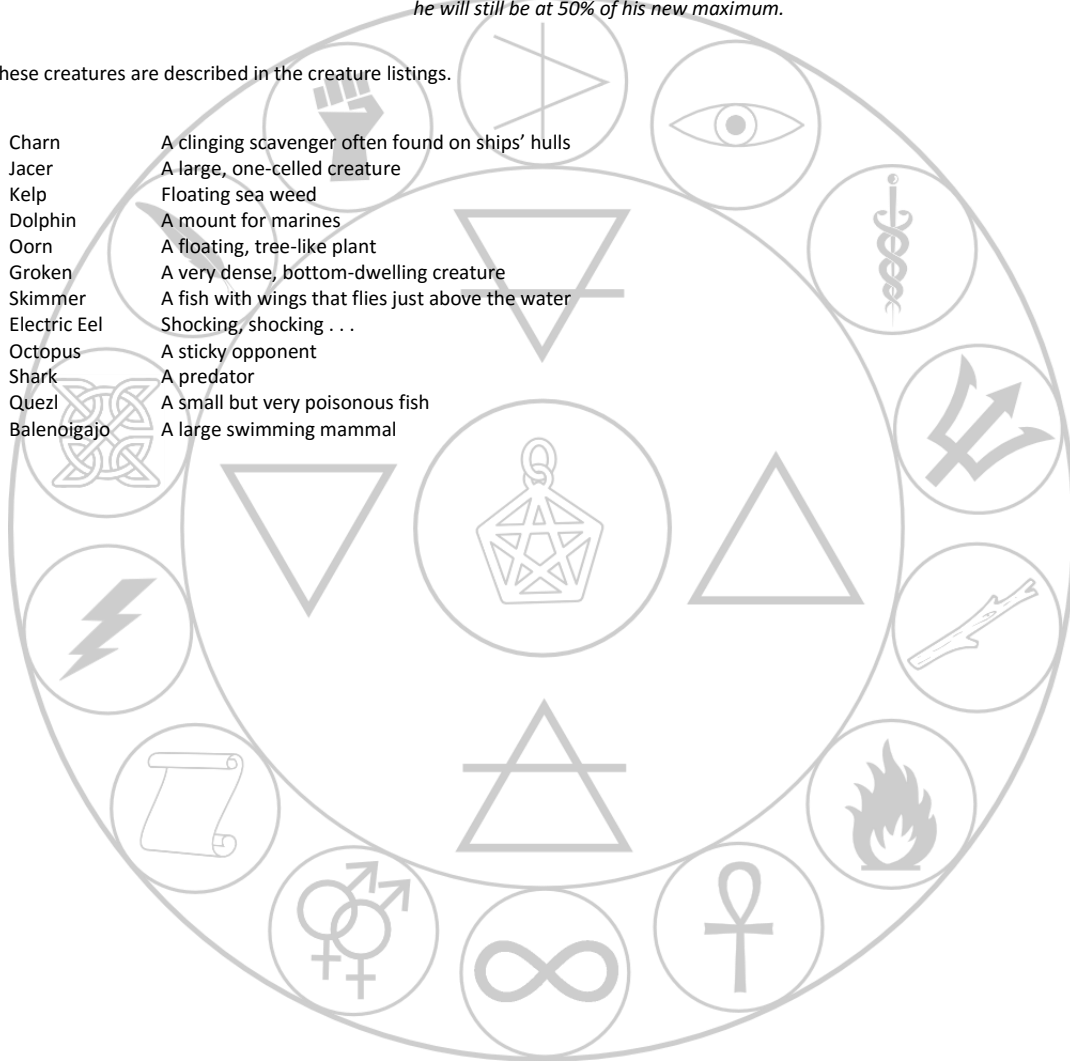 he will still be at 50% of his new maximum.
hese creatures are described in the creature listings.
Charn A clinging scavenger often found on ships’ hulls
Jacer A large, one-celled creature
Kelp Floating sea weed
Dolphin A mount for marines
Oorn A floating, tree-like plant
Groken A very dense, bottom-dwelling creature
Skimmer A fish with wings that flies just above the water
Electric Eel Shocking, shocking . . .
Octopus A sticky opponent
Shark A predator
Quezl A small but very poisonous fish
Balenoigajo A large swimming mammal